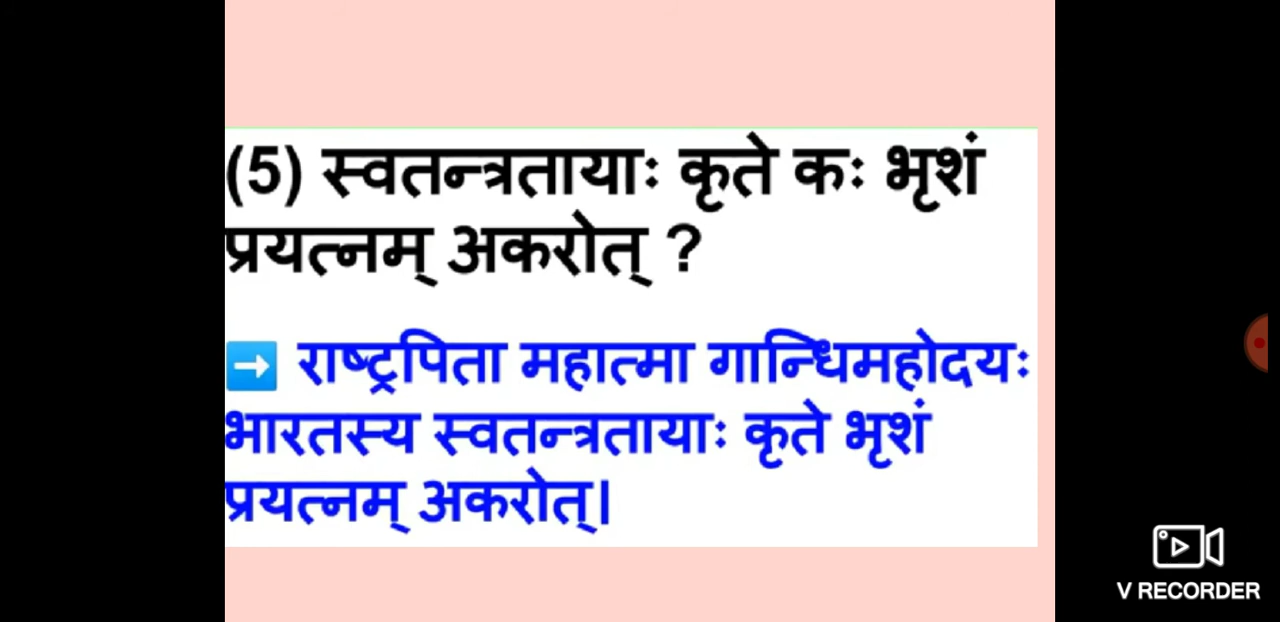 (5) स्वतन्त्रतायाः कृते कः भृशं
प्रयत्नम् अकरोत् ?
➡ राष्ट्रपिता महात्मा गान्धिमहोदयः
भारतस्य स्वतन्त्रतायाः कृते भृशं
प्रयत्नम् अकरोत्।
V RECORDER